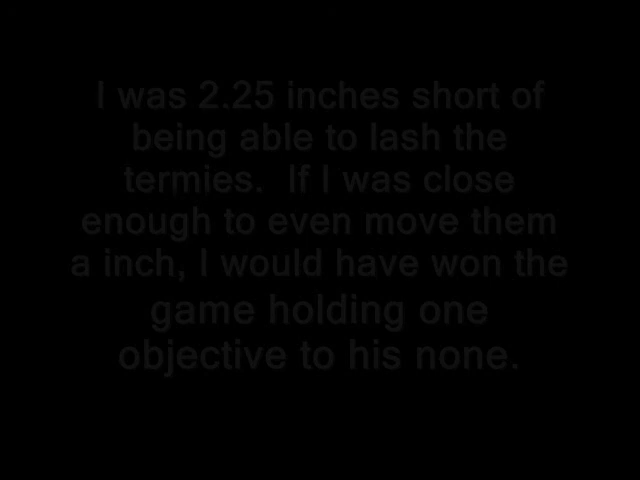 I was 2.25 inches short of
being able to lash the
termies.  If I was close
enough to even move them
a inch, I would have won the
game holding one
objective to his none.